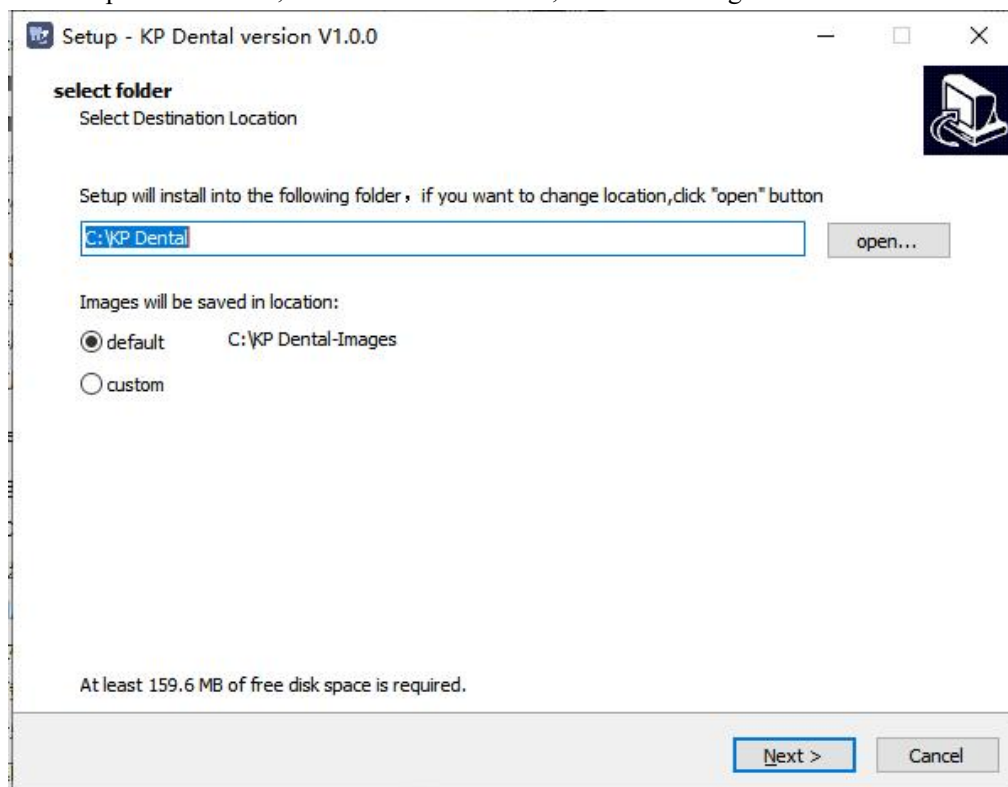 Setup - KP Dental version V1.0.0
select folder
Select Destination Location
Setup will install into the following folder，if you want to change location,click "open" button
C:\KP Dental
open...
Images will be saved in location:
default C:\KP Dental-Images
custom
At least 159.6 MB of free disk space is required.
Next >
Cancel